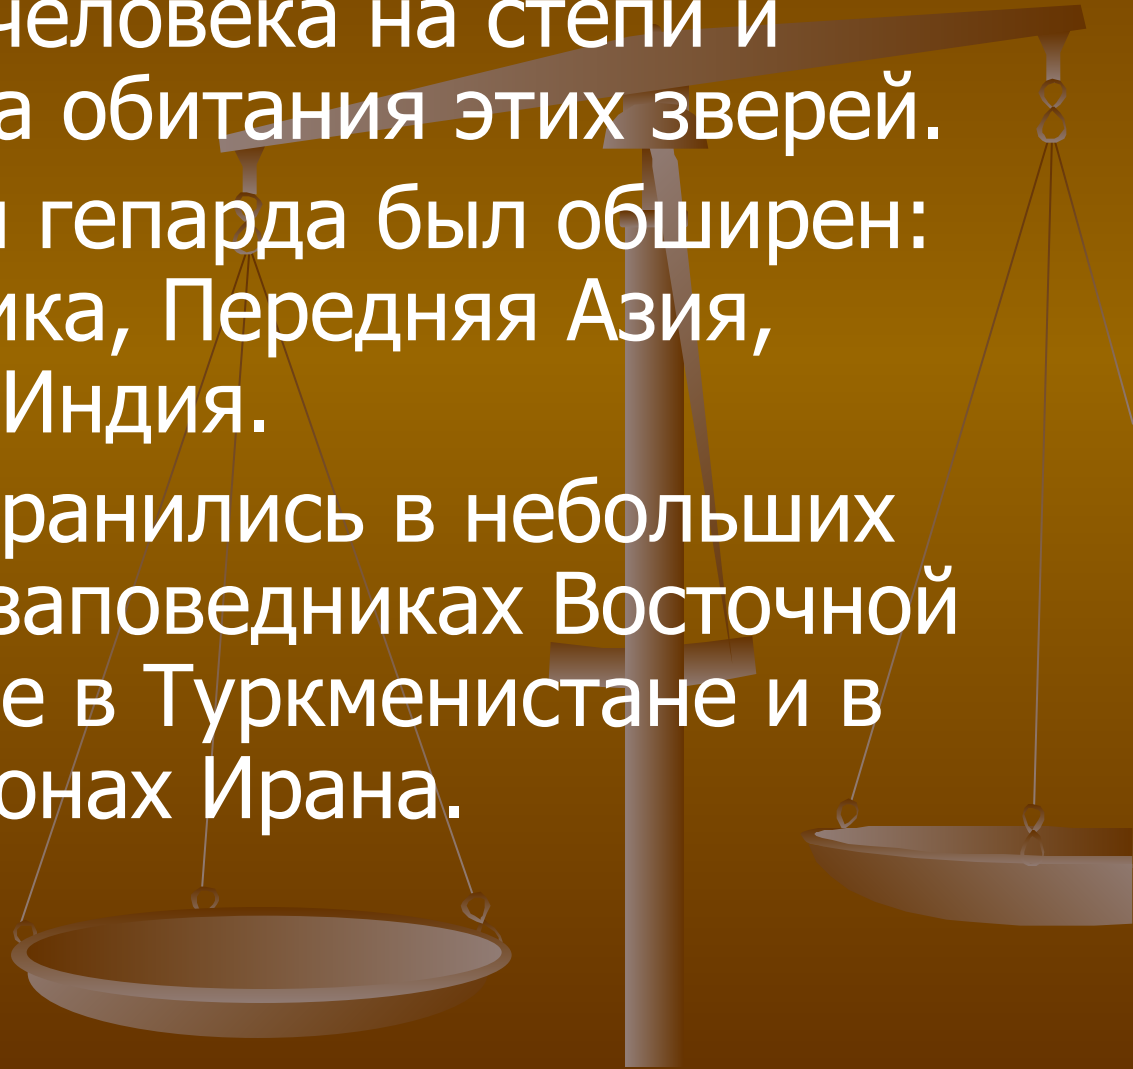 человека на степи и
а обитания этих зверей.
и гепарда был обширен:
ика, Передняя Азия,
Индия.
ранились в небольших
заповедниках Восточной
е в Туркменистане и в
онах Ирана.